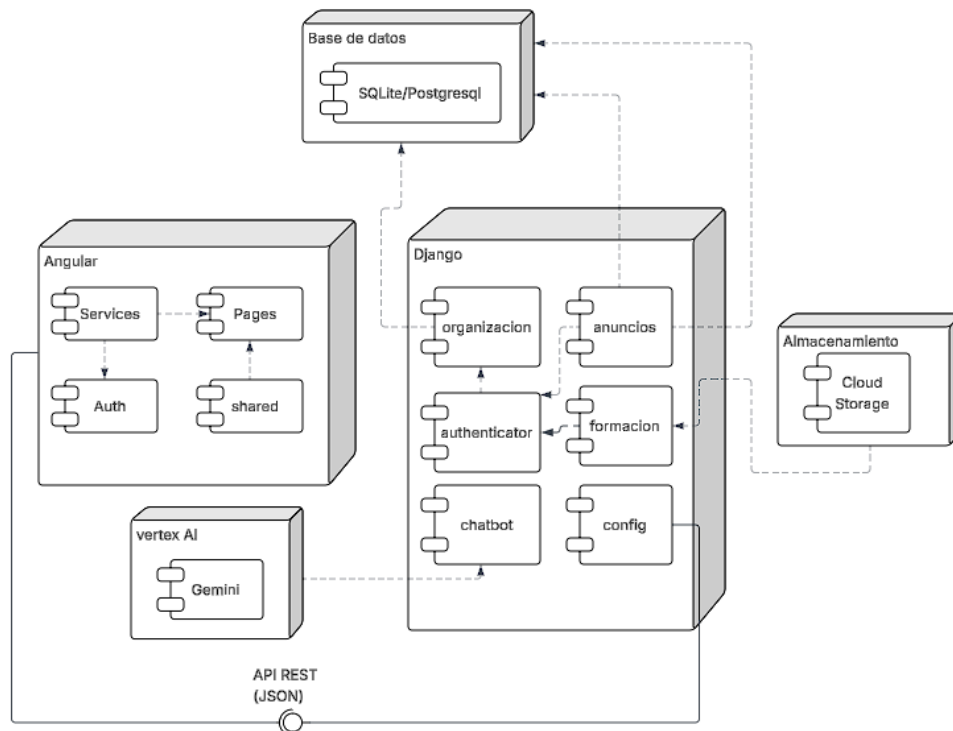 Base de datos
SQLite/Postgresql
Angular
Services
Pages
Auth
shared
Django
organizacion
anuncios
authenticator
formacion
chatbot
config
Almacenamiento
Cloud
Storage
vertex AI
Gemini
API REST
(JSON)